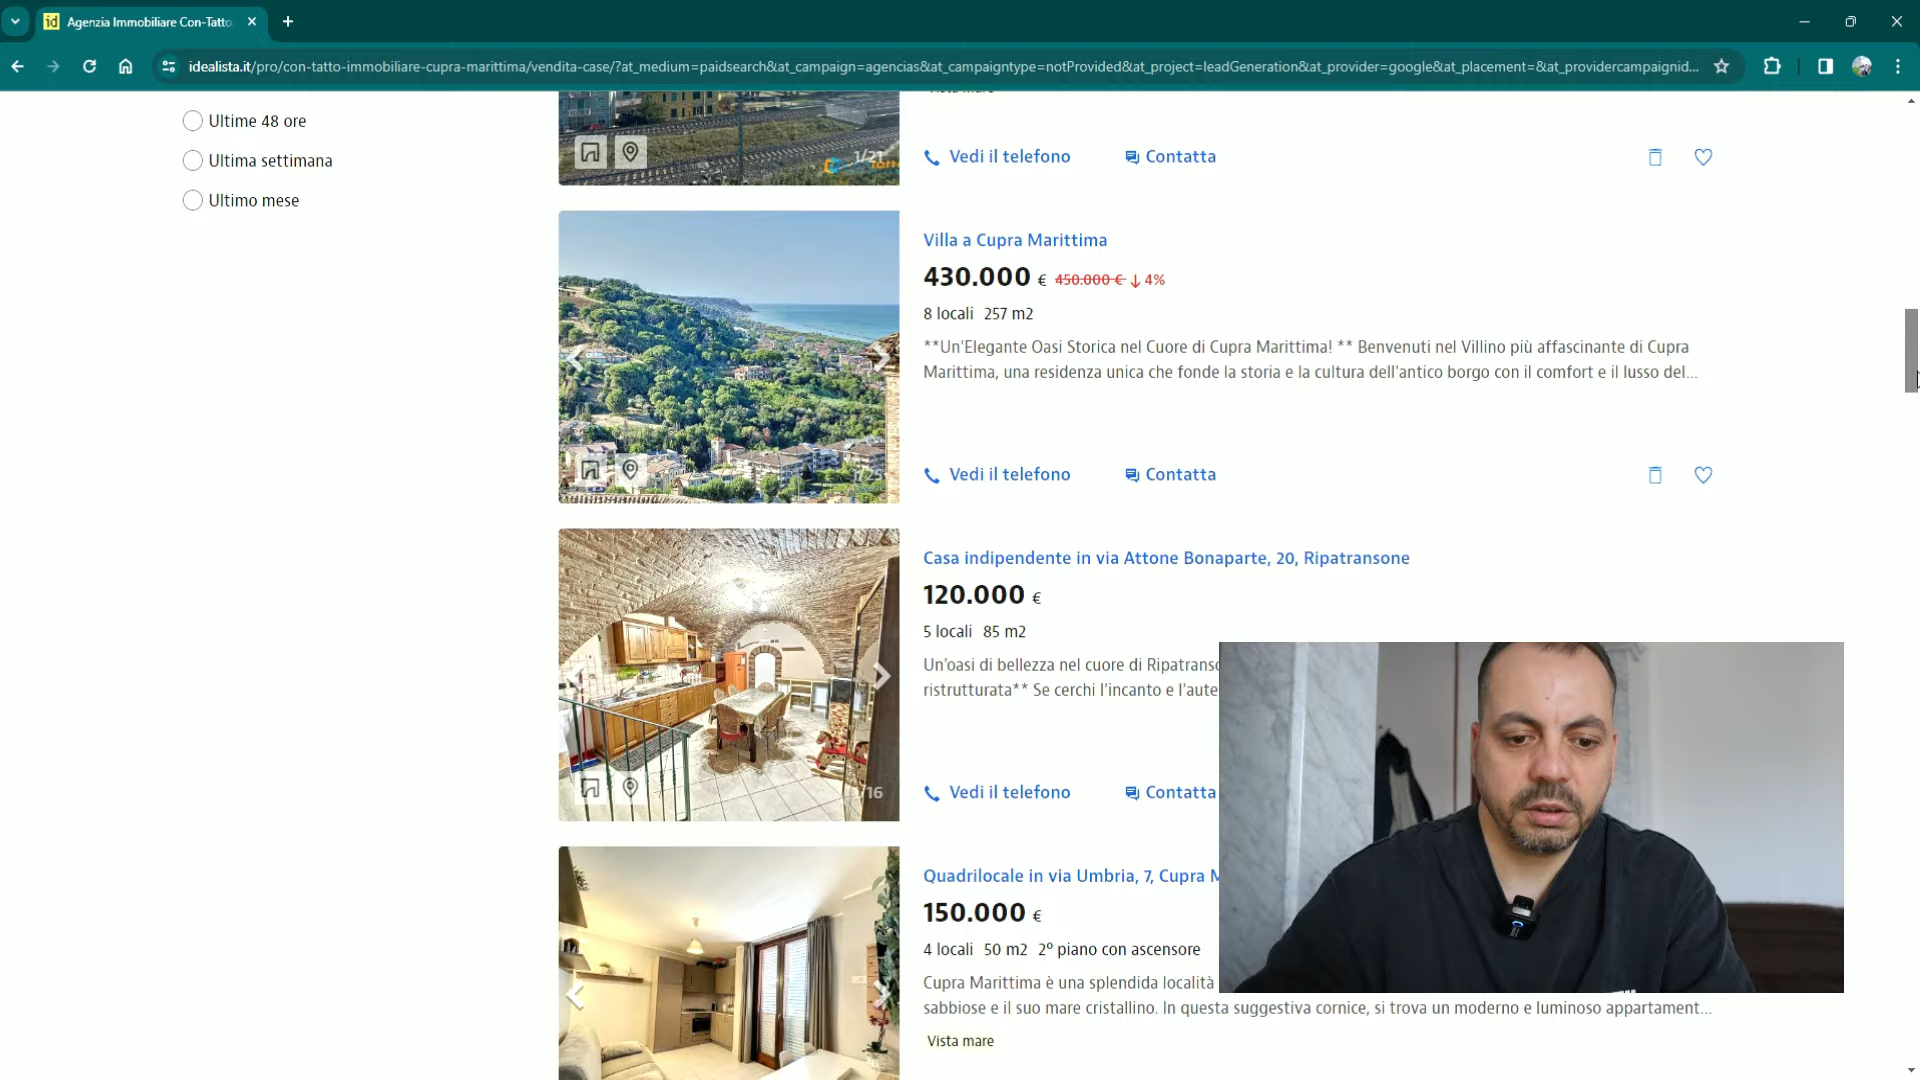 Agenzia Immobiliare Con-Tatto
idealista.it/pro/con-tatto-immobiliare-cupra-marittima/vendita-case/?at_medium=paidsearch&at_campaign=agencias&at_campaigntype=notProvided&at_project=leadGeneration&at_provider=google&at_placement=&at_providercampaignid...
Ultime 48 ore
Ultima settimana
Ultimo mese
1/21
Vedi il telefono
Contatta
Villa a Cupra Marittima
430.000 € 450.000 € ↓ 4%
8 locali 257 m2
**Un'Elegante Oasi Storica nel Cuore di Cupra Marittima! ** Benvenuti nel Villino più affascinante di Cupra
Marittima, una residenza unica che fonde la storia e la cultura dell'antico borgo con il comfort e il lusso del...
1/25
Vedi il telefono
Contatta
Casa indipendente in via Attone Bonaparte, 20, Ripatransone
120.000 €
5 locali 85 m2
Un'oasi di bellezza nel cuore di Ripatranso
ristrutturata** Se cerchi l'incanto e l'aute
/16
Vedi il telefono
Contatta
Quadrilocale in via Umbria, 7, Cupra M
150.000 €
4 locali 50 m2 2º piano con ascensore
Cupra Marittima è una splendida località
sabbiose e il suo mare cristallino. In questa suggestiva cornice, si trova un moderno e luminoso appartament...
Vista mare